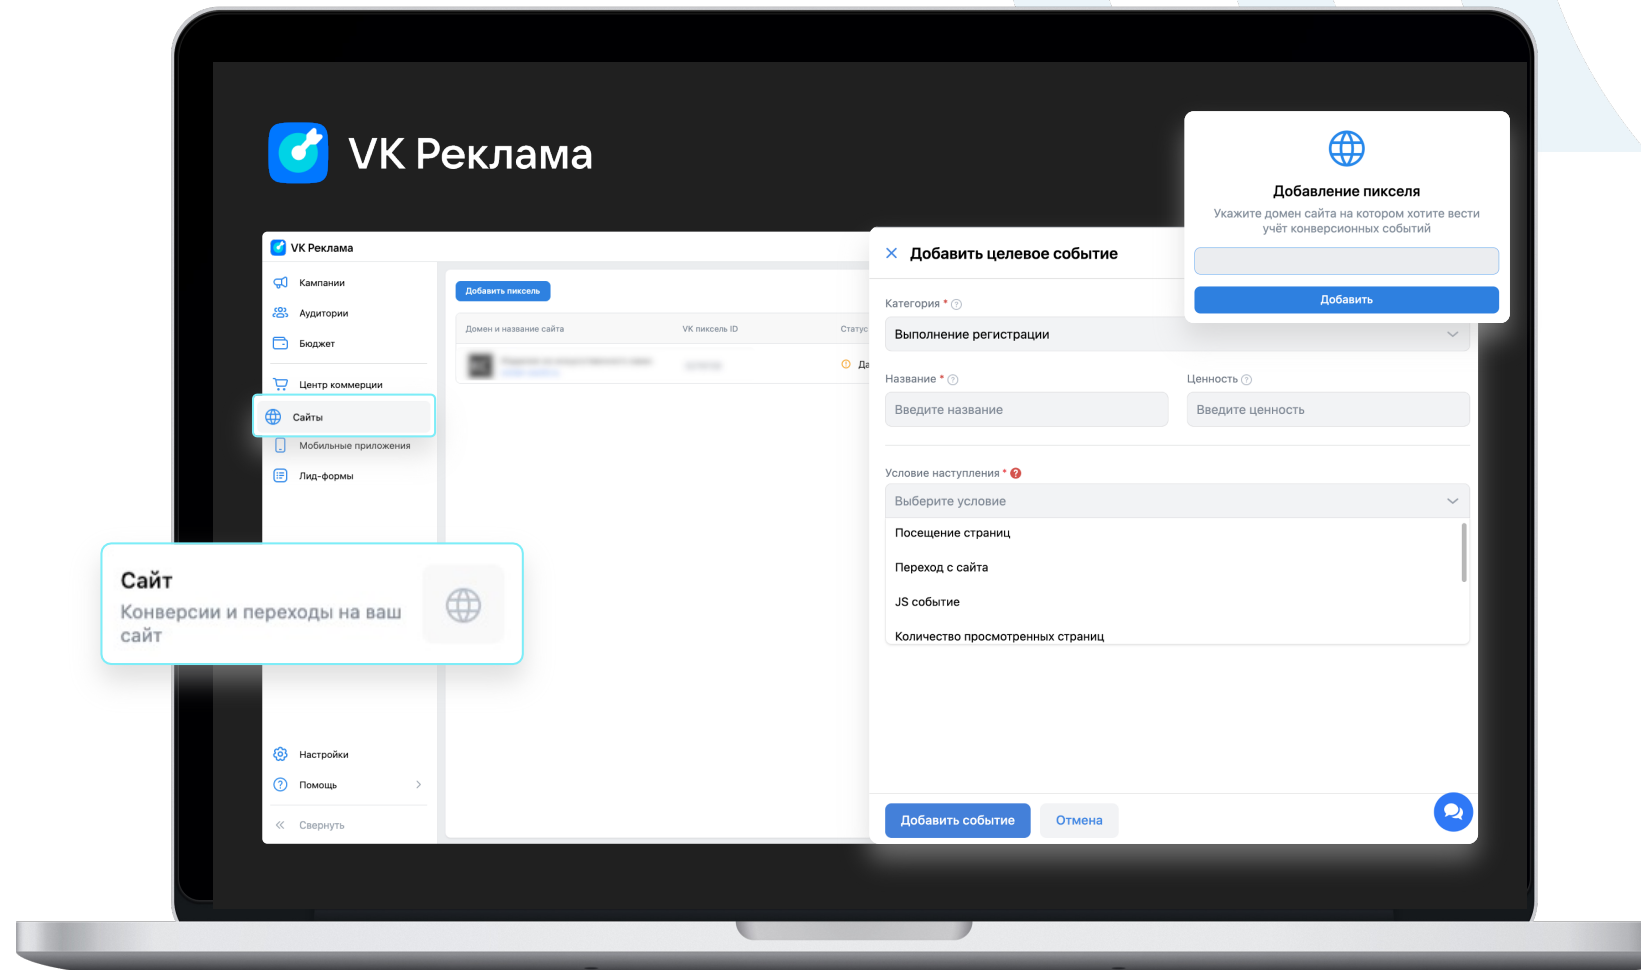 VK Реклама
Добавление пикселя
Укажите домен сайта на котором хотите вести
учёт конверсионных событий
Добавить
VK Реклама
Кампании
Аудитории
Бюджет
Центр коммерции
Сайты
Мобильные приложения
Лид-формы
Сайт
Конверсии и переходы на ваш
сайт
Настройки
Помощь
Свернуть
Добавить пиксель
Домен и название сайта
VK пиксель ID
Статус
Да
Добавить целевое событие
Категория *
Выполнение регистрации
Название *
Ценность
Введите название
Введите ценность
Условие наступления *
Выберите условие
Посещение страниц
Переход с сайта
JS событие
Количество просмотренных страниц
Добавить событие
Отмена